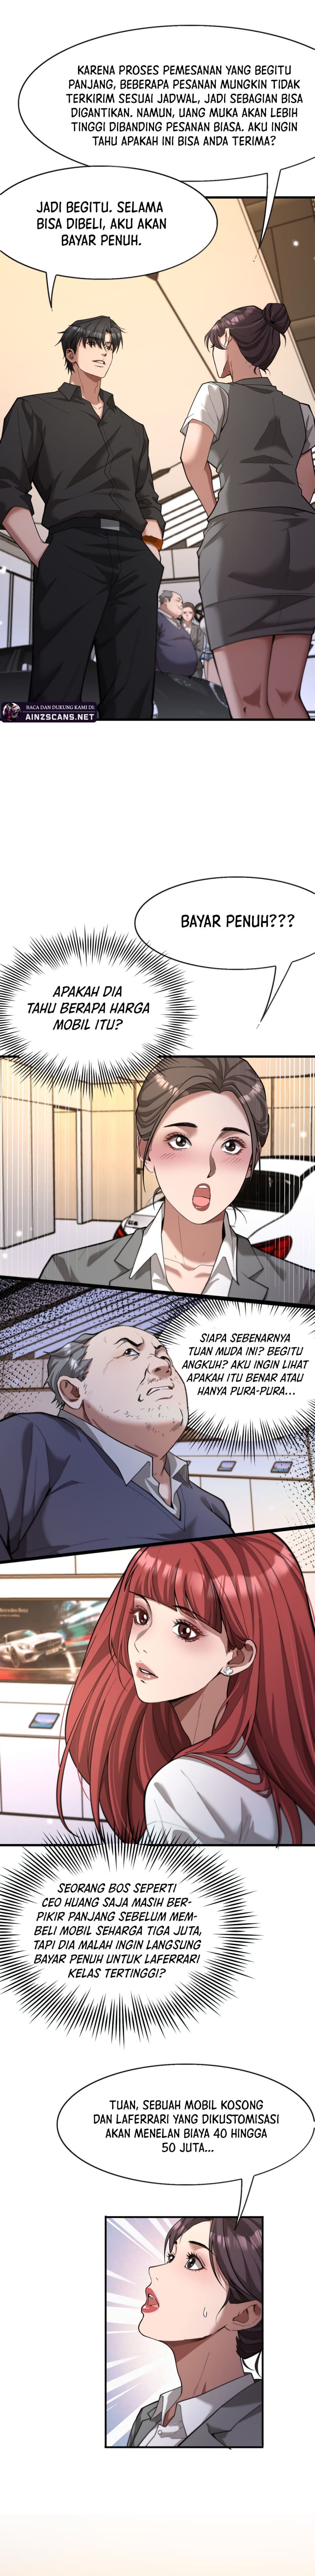 KARENA PROSES PEMESANAN YANG BEGITU
PANJANG, BEBERAPA PESANAN MUNGKIN TIDAK
TERKIRIM SESUAI JADWAL, JADI SEBAGIAN BISA
DIGANTIKAN. NAMUN, UANG MUKA AKAN LEBIH
TINGGI DIBANDING PESANAN BIASA. AKU INGIN
TAHU APAKAH INI BISA ANDA TERIMA?
JADI BEGITU. SELAMA
BISA DIBELI, AKU AKAN
BAYAR PENUH.
BACA DAN DUKUNG KAMI DI:
AINZSCANS.NET
BAYAR PENUH???
APAKAH DIA
TAHU BERAPA HARGA
MOBIL ITU?
SIAPA SEBENARNYA
TUAN MUDA INI? BEGITU
ANGKUH? AKU INGIN LIHAT
APAKAH ITU BENAR ATAU
HANYA PURA-PURA...
Mercedes-Benz
SEORANG BOS SEPERTI
CEO HUANG SAJA MASIH BER-
PIKIR PANJANG SEBELUM MEM-
BELI MOBIL SEHARGA TIGA JUTA,
TAPI DIA MALAH INGIN LANGSUNG
BAYAR PENUH UNTUK LAFERRARI
KELAS TERTINGGI?
TUAN, SEBUAH MOBIL KOSONG
DAN LAFERRARI YANG DIKUSTOMISASI
AKAN MENELAN BIAYA 40 HINGGA
50 JUTA...